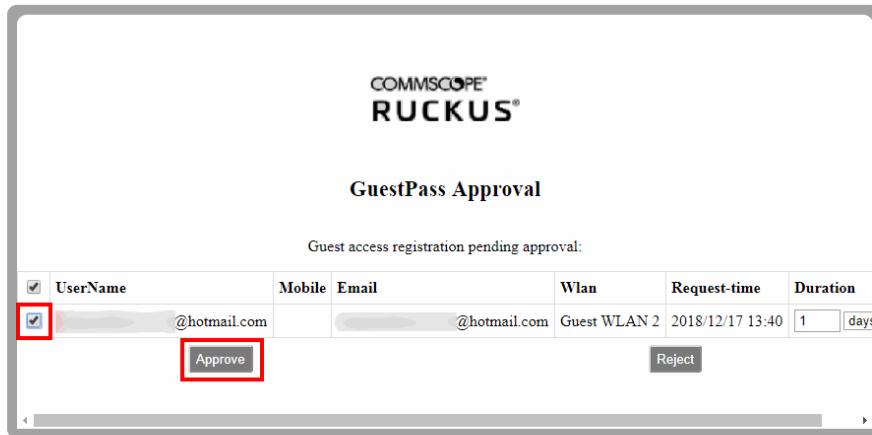 COMMSCOPE®
RUCKUS®
GuestPass Approval
Guest access registration pending approval:
UserName Mobile Email Wlan Request-time Duration
@hotmail.com @hotmail.com Guest WLAN 2 2018/12/17 13:40 1 days
Approve Reject